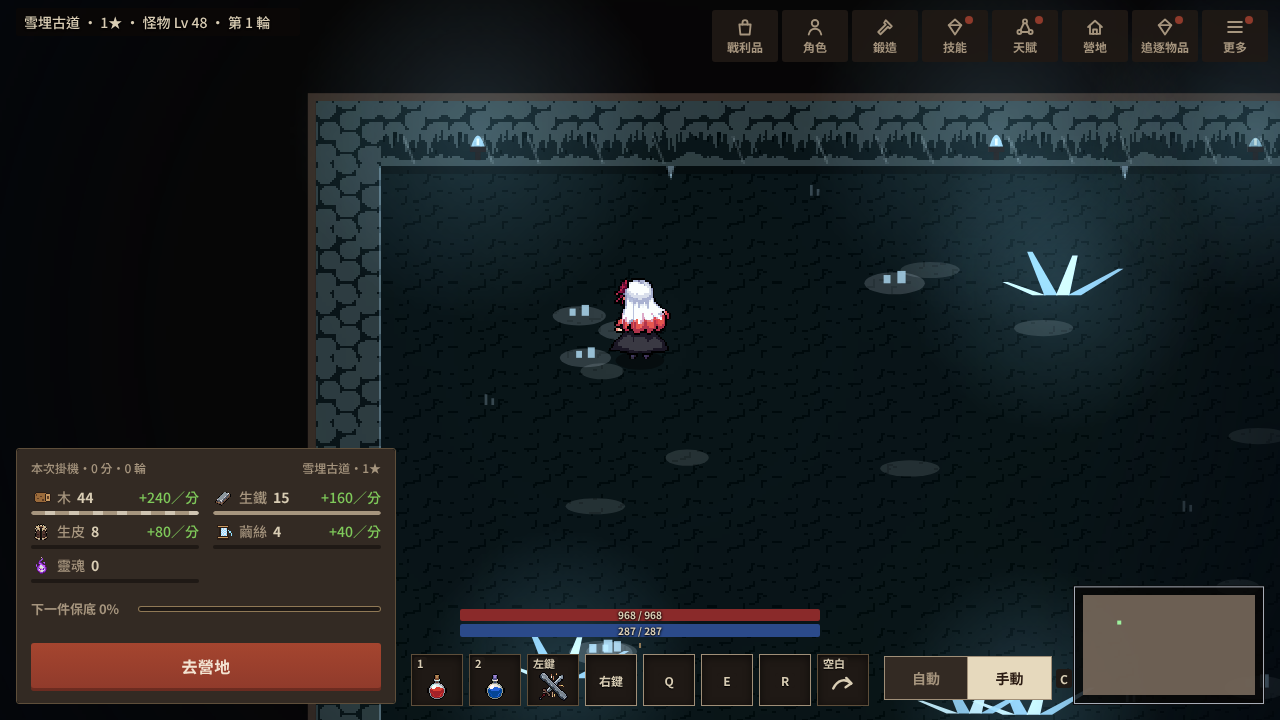 雪埋古道 • 1★ • 怪物 Lv 48 • 第 1 輪
戰利品
角色
鍛造
技能
天賦
營地
追逐物品
更多
本次掛機 • 0 分 • 0 輪
雪埋古道 • 1★
木 44 +240／分
生鐵 15 +160／分
生皮 8 +80／分
繭絲 4 +40／分
靈魂 0
下一件保底 0%
去營地
968 / 968
287 / 287
1
2
左鍵
右鍵
Q
E
R
空白
自動
手動
C